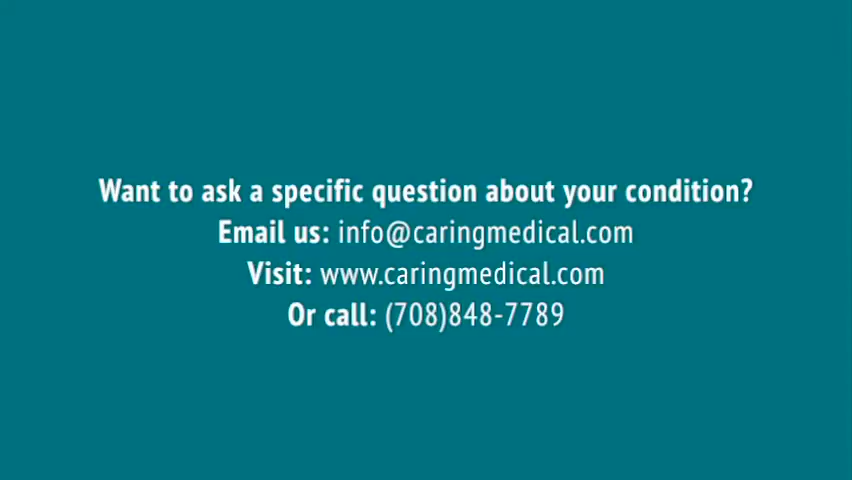 Want to ask a specific question about your condition?
Email us: info@caringmedical.com
Visit: www.caringmedical.com
Or call: (708)848-7789